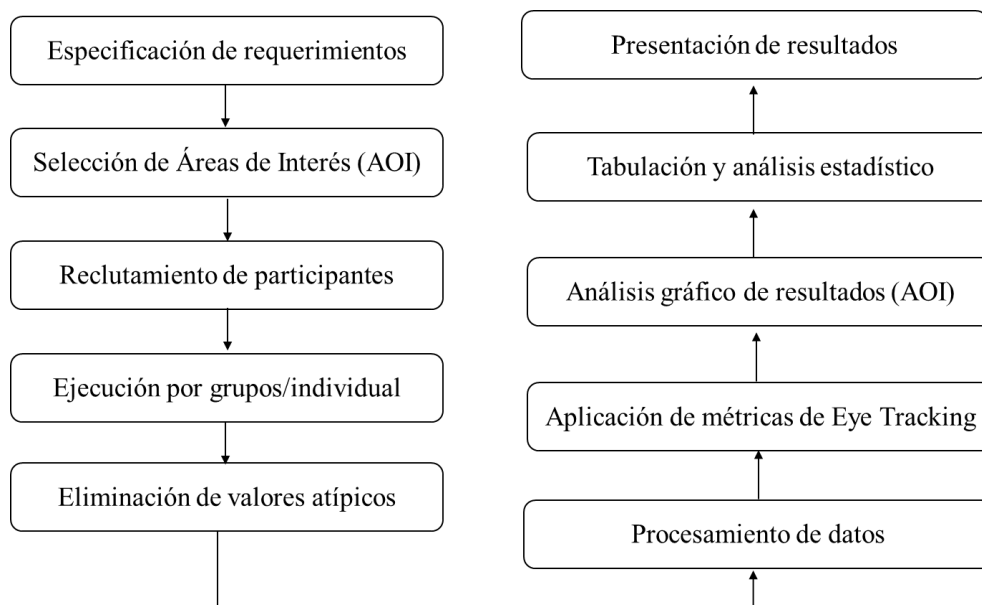 Especificación de requerimientos
Selección de Áreas de Interés (AOI)
Reclutamiento de participantes
Ejecución por grupos/individual
Eliminación de valores atípicos
Presentación de resultados
Tabulación y análisis estadístico
Análisis gráfico de resultados (AOI)
Aplicación de métricas de Eye Tracking
Procesamiento de datos